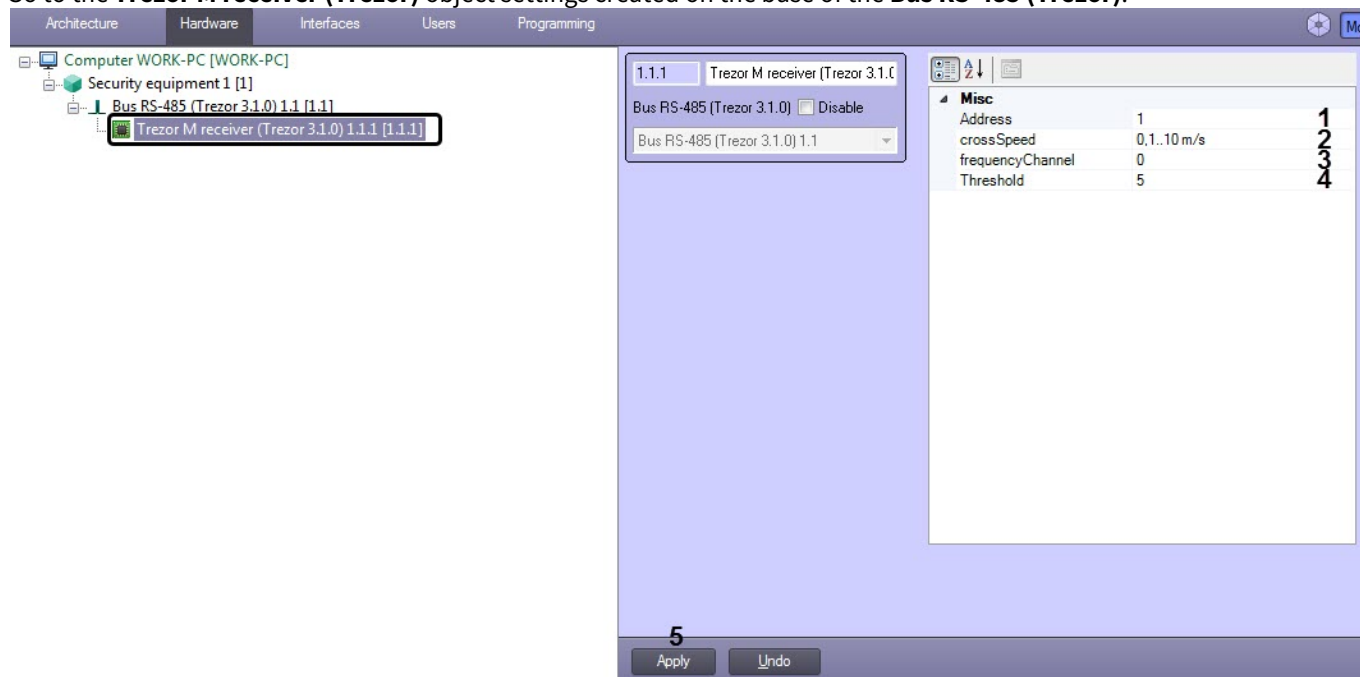 Go to the Trezor M receiver (Trezor) object settings created on the base of the Bus RS-485 (Trezor).
Architecture Hardware Interfaces Users Programming
Computer WORK-PC [WORK-PC]
Security equipment 1 [1]
Bus RS-485 (Trezor 3.1.0) 1.1 [1.1]
Trezor M receiver (Trezor 3.1.0) 1.1.1 [1.1.1]
1.1.1 Trezor M receiver (Trezor 3.1.0
Bus RS-485 (Trezor 3.1.0) Disable
Bus RS-485 (Trezor 3.1.0) 1.1
Misc
Address 1 1
crossSpeed 0,1..10 m/s 2
frequencyChannel 0 3
Threshold 5 4
5
Apply Undo